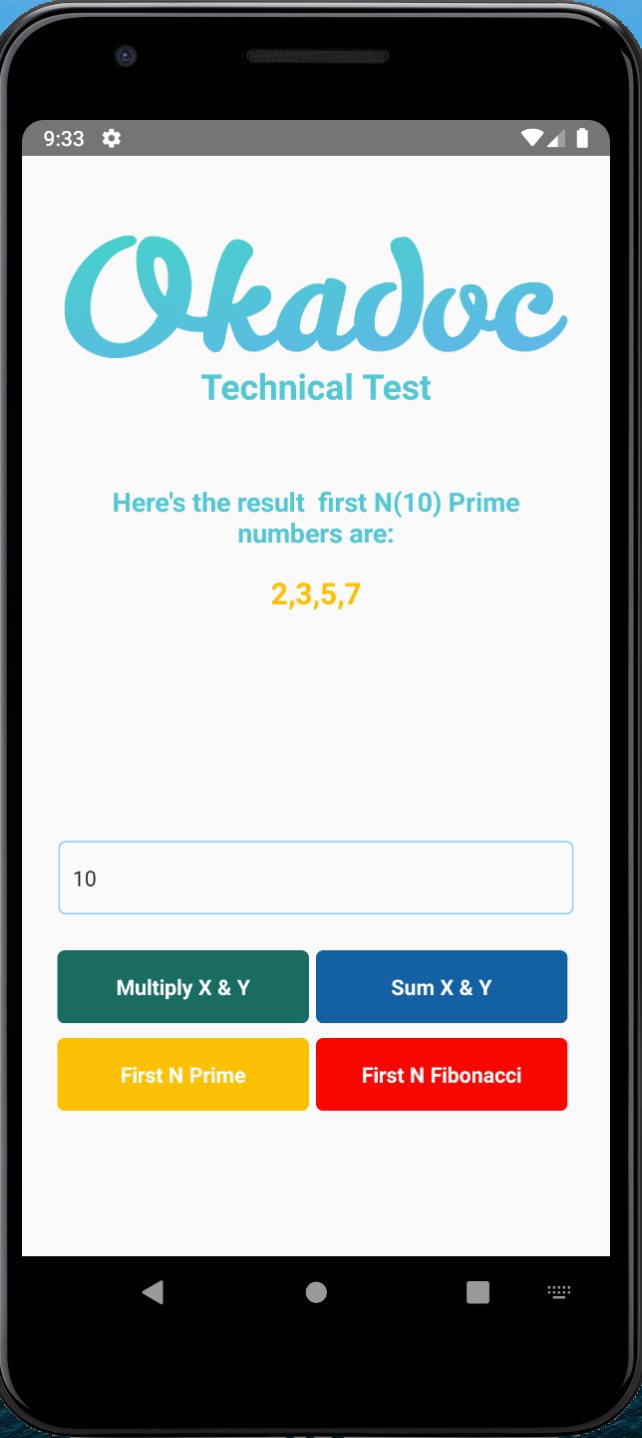 9:33
Okadoc
Technical Test
Here's the result  first N(10) Prime
numbers are:
2,3,5,7
10
Multiply X & Y
Sum X & Y
First N Prime
First N Fibonacci